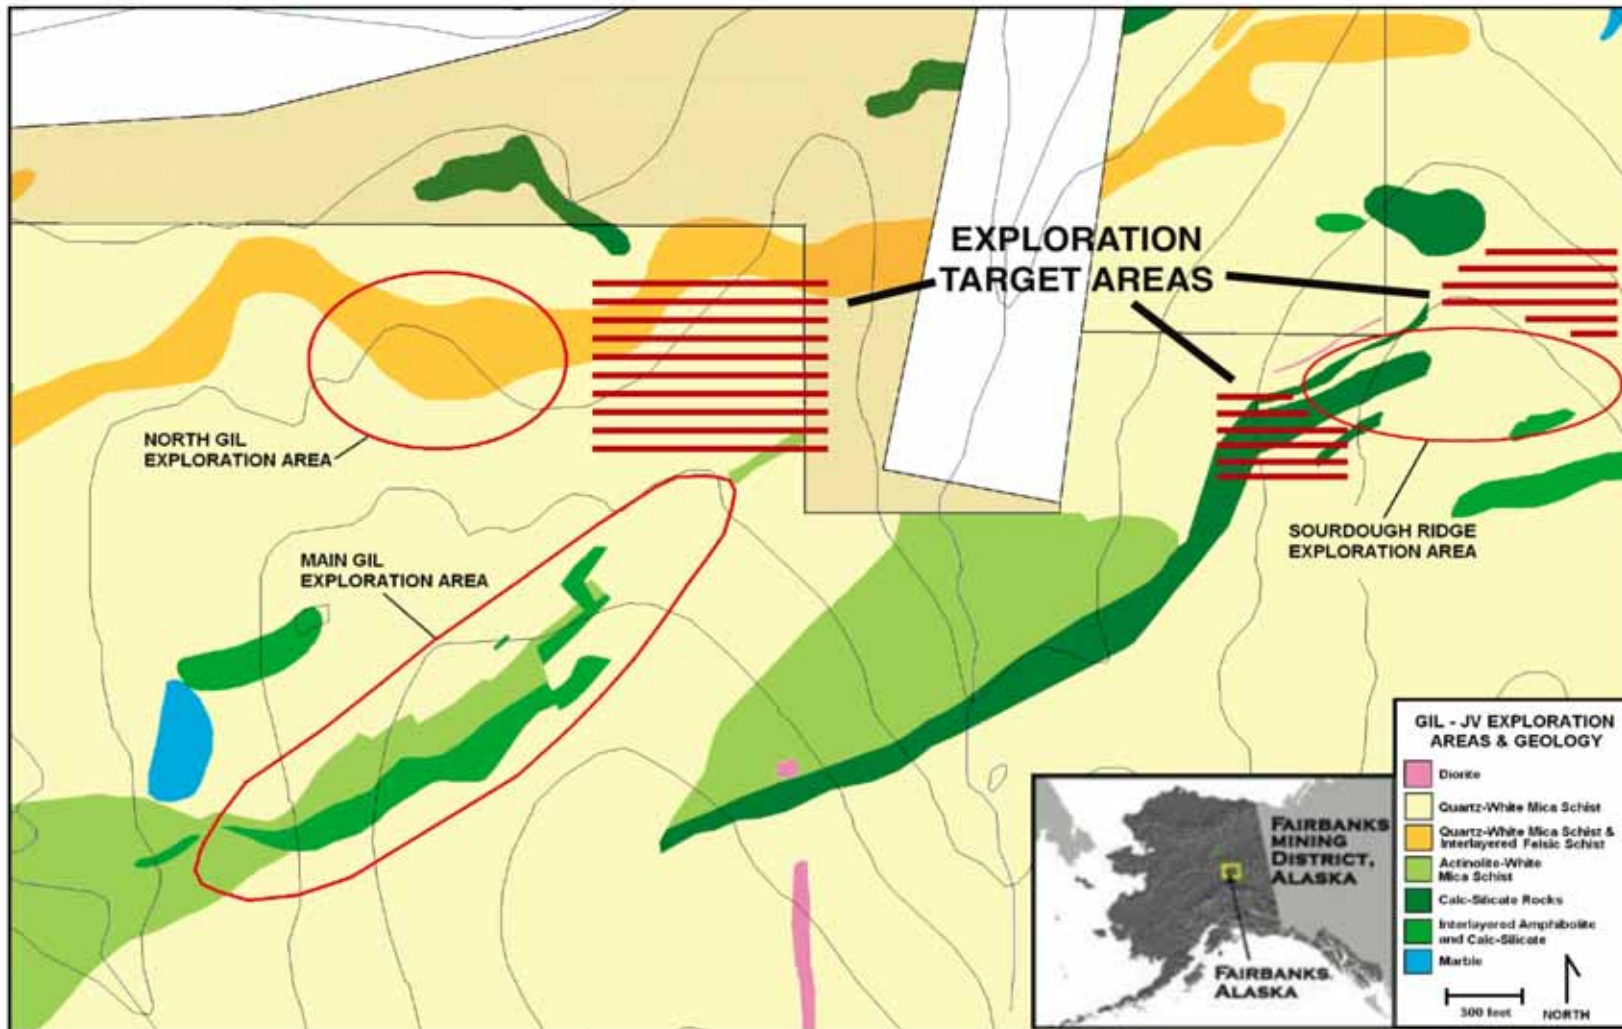 EXPLORATION
TARGET AREAS
NORTH GIL
EXPLORATION AREA
MAIN GIL
EXPLORATION AREA
SOURDOUGH RIDGE
EXPLORATION AREA
GIL - JV EXPLORATION
AREAS & GEOLOGY
Diorite
Quartz-White Mica Schist
Quartz-White Mica Schist &
Interlayered Felsic Schist
Actinolite-White
Mica Schist
Calc-Silicate Rocks
Interlayered Amphibolite
and Calc-Silicate
Marble
300 feet
NORTH
FAIRBANKS
MINING
DISTRICT,
ALASKA
FAIRBANKS,
ALASKA